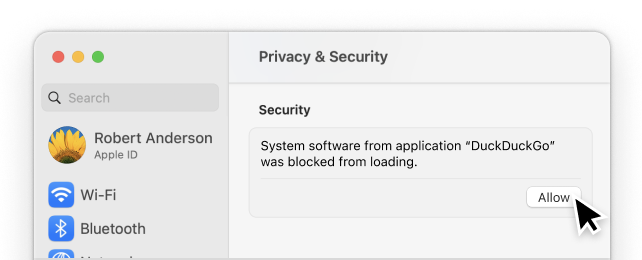 Privacy & Security
Search
Robert Anderson
Apple ID
Wi-Fi
Bluetooth
Security
System software from application “DuckDuckGo”
was blocked from loading.
Allow